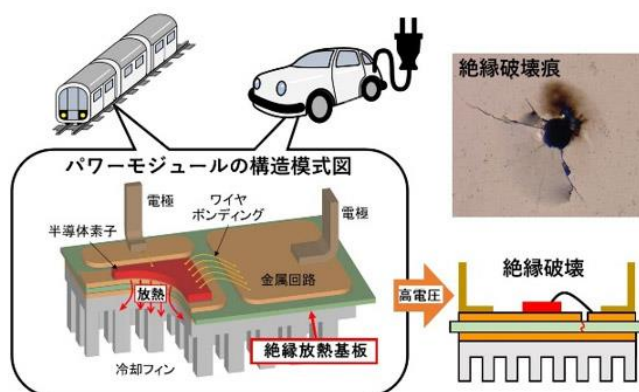 絶縁破壊痕
パワーモジュールの構造模式図
電極
ワイヤ
ボンディング
電極
半導体素子
金属回路
放熱
絶縁放熱基板
冷却フィン
高電圧
絶縁破壊